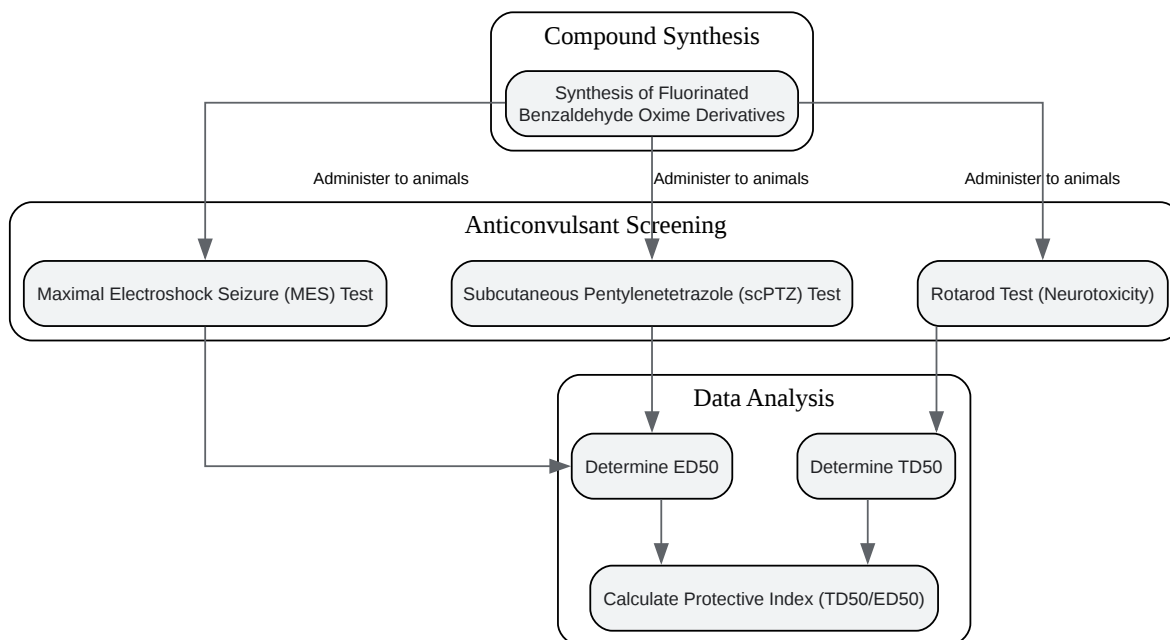 Compound Synthesis
Synthesis of Fluorinated
Benzaldehyde Oxime Derivatives
Administer to animals
Administer to animals
Administer to animals
Anticonvulsant Screening
Maximal Electroshock Seizure (MES) Test
Subcutaneous Pentylenetetrazole (scPTZ) Test
Rotarod Test (Neurotoxicity)
Data Analysis
Determine ED50
Determine TD50
Calculate Protective Index (TD50/ED50)